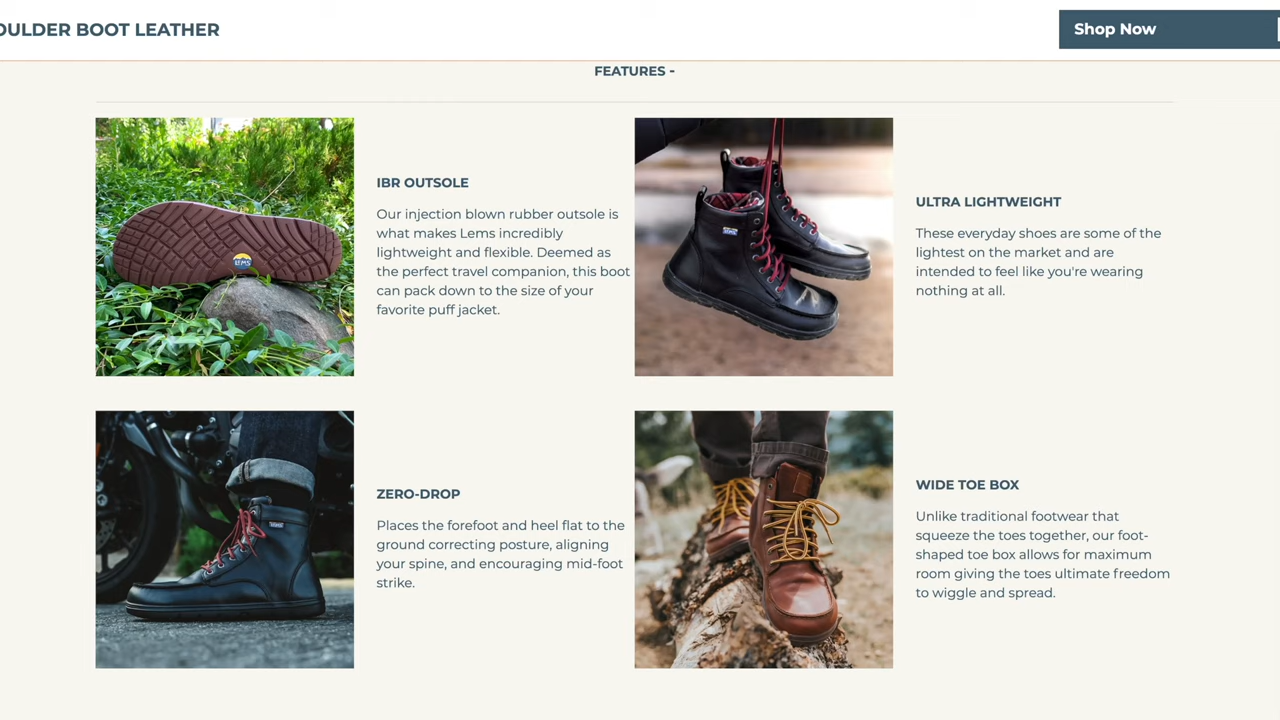 OULDER BOOT LEATHER
Shop Now
FEATURES -
IBR OUTSOLE
Our injection blown rubber outsole is
what makes Lems incredibly
lightweight and flexible. Deemed as
the perfect travel companion, this boot
can pack down to the size of your
favorite puff jacket.
LEMS
ULTRA LIGHTWEIGHT
These everyday shoes are some of the
lightest on the market and are
intended to feel like you're wearing
nothing at all.
ZERO-DROP
Places the forefoot and heel flat to the
ground correcting posture, aligning
your spine, and encouraging mid-foot
strike.
WIDE TOE BOX
Unlike traditional footwear that
squeeze the toes together, our foot-
shaped toe box allows for maximum
room giving the toes ultimate freedom
to wiggle and spread.